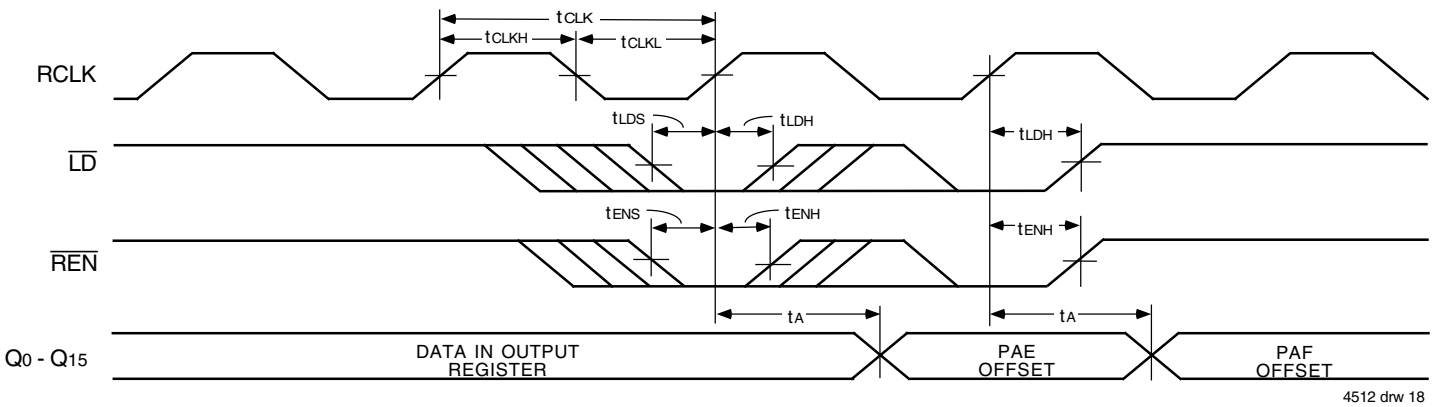 tCLK
tCLKH
tCLKL
RCLK
tLDS
tLDH
tLDH
LD
tENS
tENH
tENH
REN
tA
tA
Q0 - Q15
DATA IN OUTPUT
REGISTER
PAE
OFFSET
PAF
OFFSET
4512 drw 18